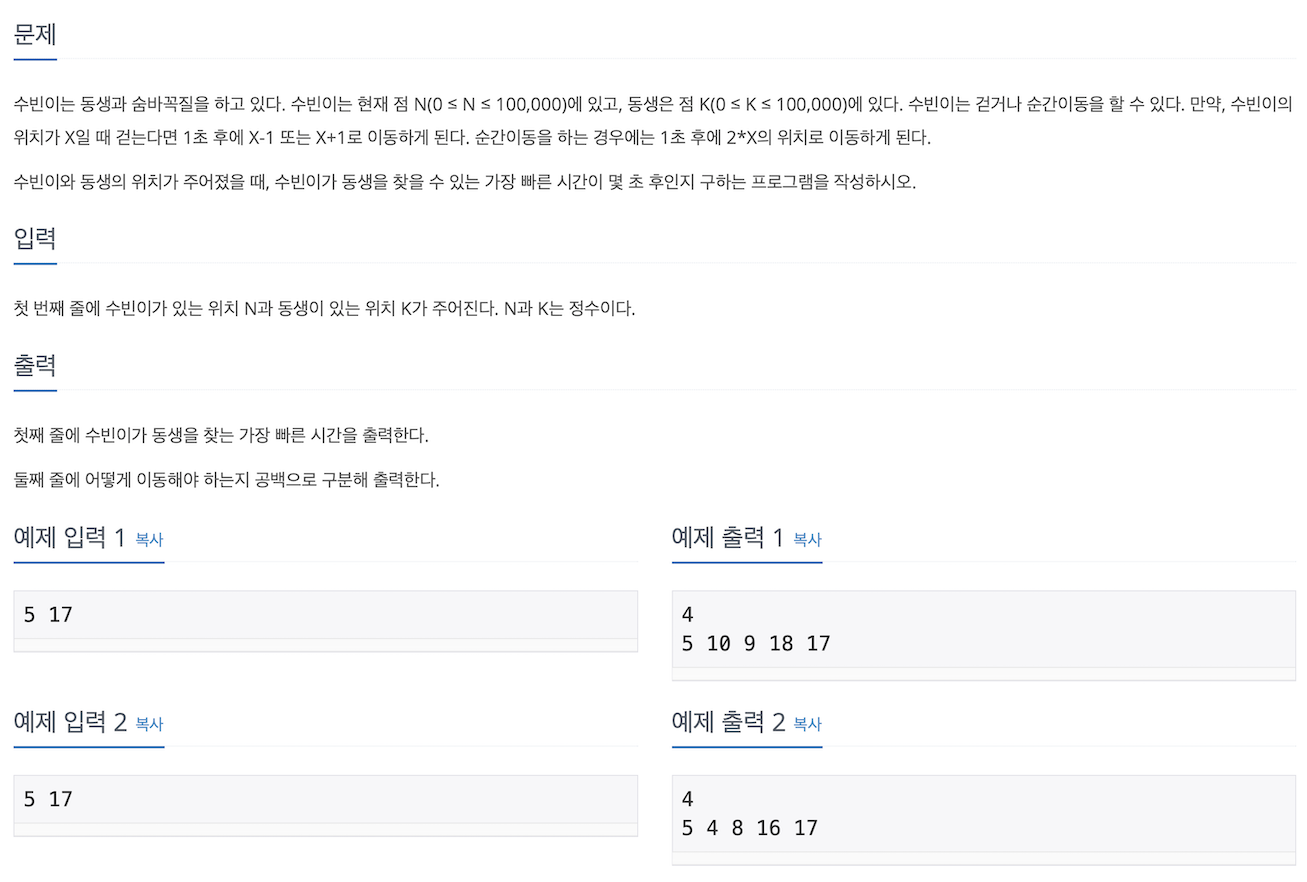 문제
수빈이는 동생과 숨바꼭질을 하고 있다. 수빈이는 현재 점 N(0 ≤ N ≤ 100,000)에 있고, 동생은 점 K(0 ≤ K ≤ 100,000)에 있다. 수빈이는 걷거나 순간이동을 할 수 있다. 만약, 수빈이의
위치가 X일 때 걷는다면 1초 후에 X-1 또는 X+1로 이동하게 된다. 순간이동을 하는 경우에는 1초 후에 2*X의 위치로 이동하게 된다.
수빈이와 동생의 위치가 주어졌을 때, 수빈이가 동생을 찾을 수 있는 가장 빠른 시간이 몇 초 후인지 구하는 프로그램을 작성하시오.
입력
첫 번째 줄에 수빈이가 있는 위치 N과 동생이 있는 위치 K가 주어진다. N과 K는 정수이다.
출력
첫째 줄에 수빈이가 동생을 찾는 가장 빠른 시간을 출력한다.
둘째 줄에 어떻게 이동해야 하는지 공백으로 구분해 출력한다.
예제 입력 1 복사
5 17
예제 출력 1 복사
4
5 10 9 18 17
예제 입력 2 복사
5 17
예제 출력 2 복사
4
5 4 8 16 17